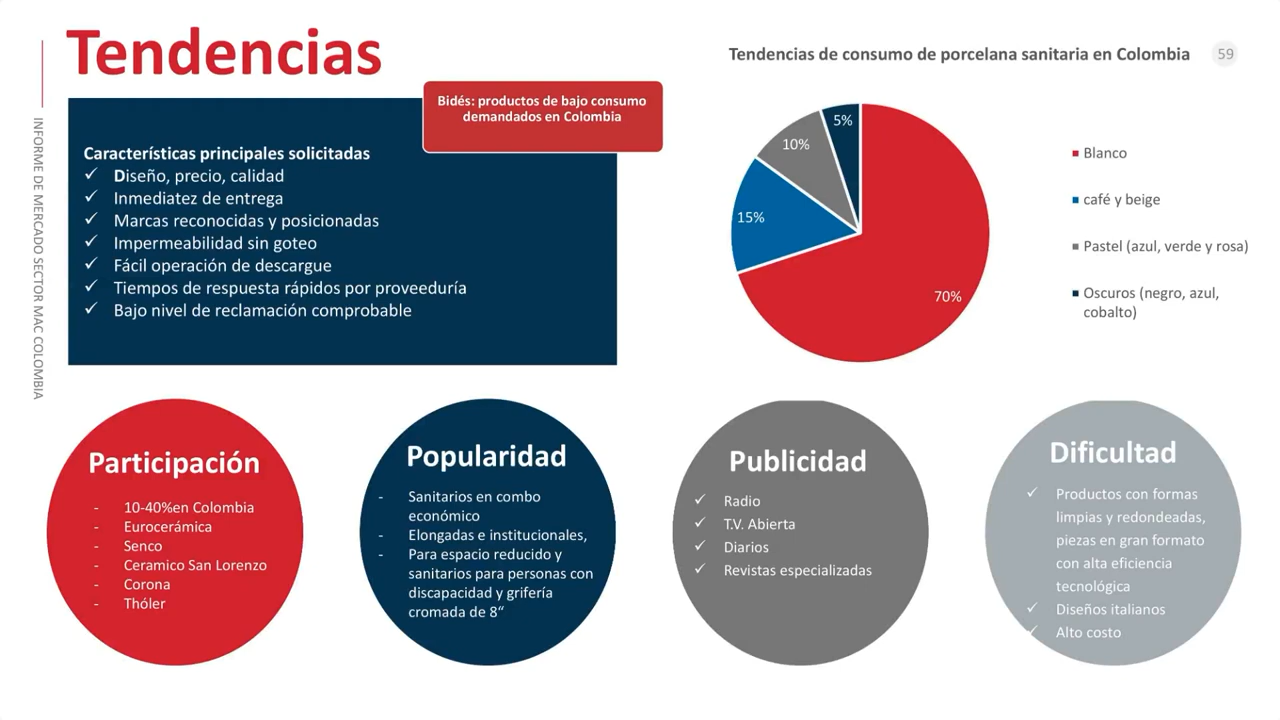 Tendencias
Tendencias de consumo de porcelana sanitaria en Colombia
59
INFORME DE MERCADO SECTOR MAC COLOMBIA
Bidés: productos de bajo consumo
demandados en Colombia
Características principales solicitadas
✓ Diseño, precio, calidad
✓ Inmediatez de entrega
✓ Marcas reconocidas y posicionadas
✓ Impermeabilidad sin goteo
✓ Fácil operación de descargue
✓ Tiempos de respuesta rápidos por proveeduría
✓ Bajo nivel de reclamación comprobable
5%
10%
15%
70%
Blanco
café y beige
Pastel (azul, verde y rosa)
Oscuros (negro, azul,
cobalto)
Participación
- 10-40%en Colombia
- Eurocerámica
- Senco
- Ceramico San Lorenzo
- Corona
- Thóler
Popularidad
- Sanitarios en combo
económico
- Elongadas e institucionales,
- Para espacio reducido y
sanitarios para personas con
discapacidad y grifería
cromada de 8“
Publicidad
✓ Radio
✓ T.V. Abierta
✓ Diarios
✓ Revistas especializadas
Dificultad
✓ Productos con formas
limpias y redondeadas,
piezas en gran formato
con alta eficiencia
tecnológica
✓ Diseños italianos
✓ Alto costo